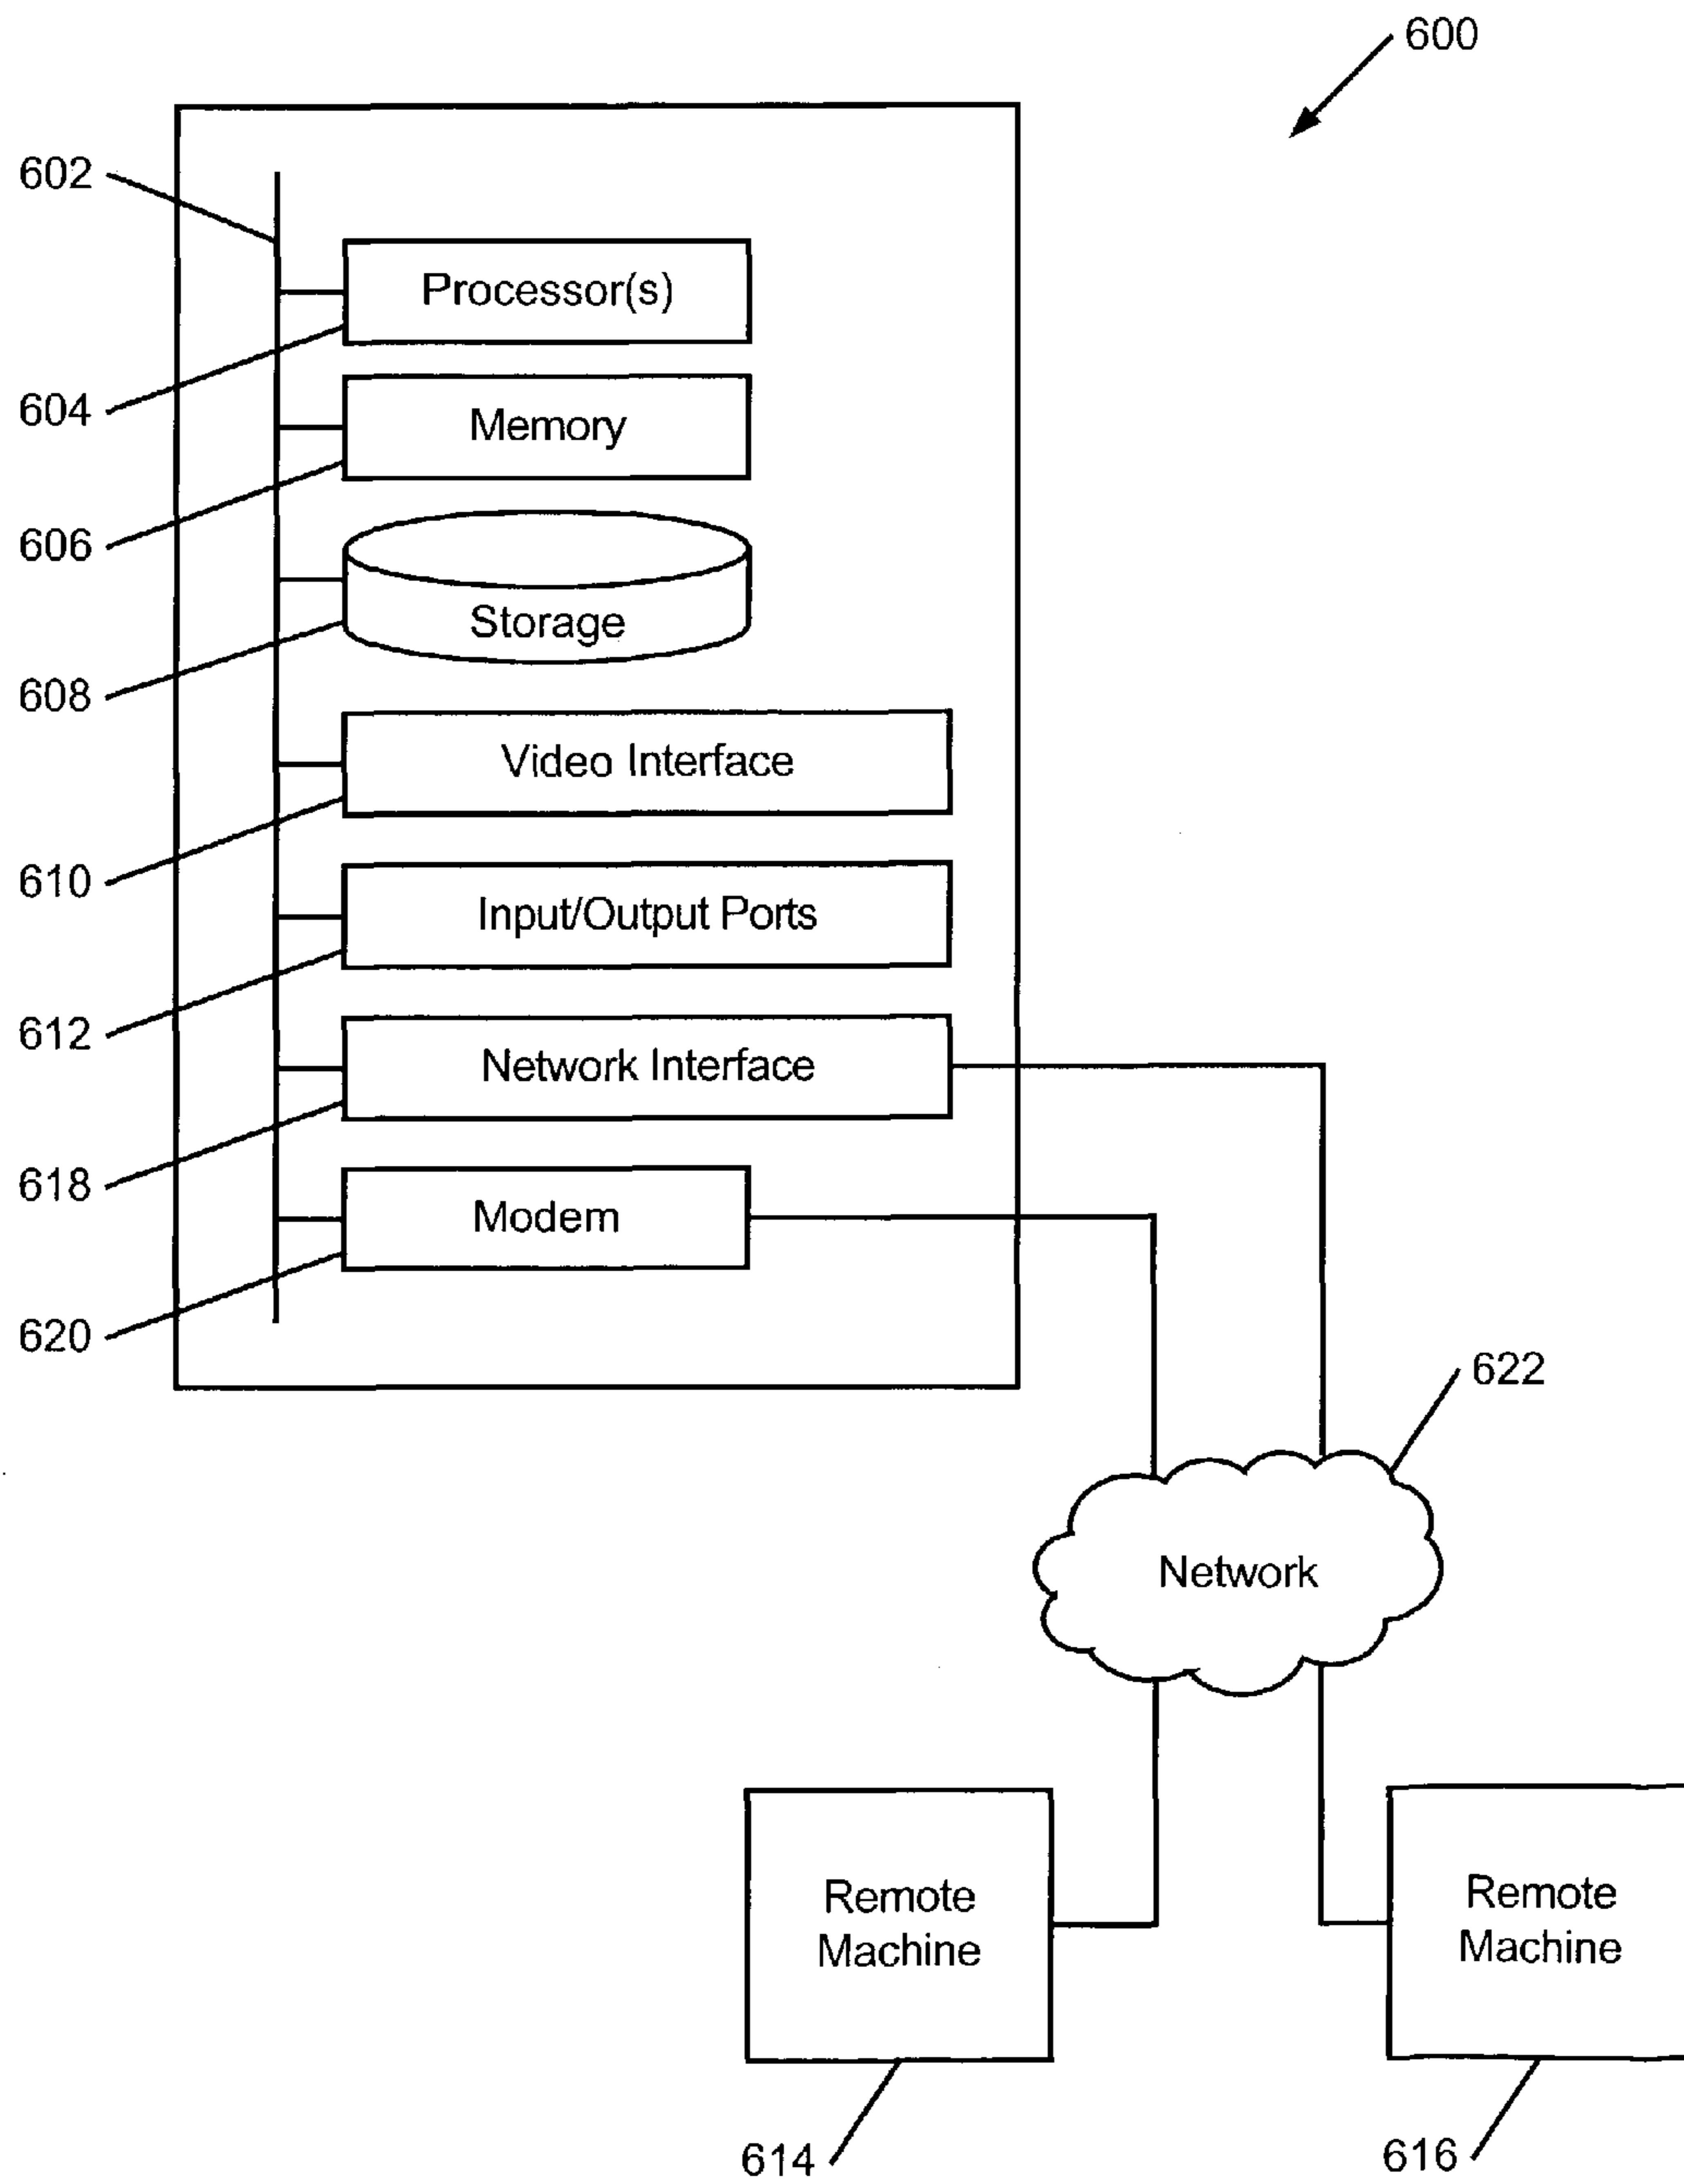 600
602
Processor(s)
604
Memory
606
Storage
608
Video Interface
610
Input/Output Ports
612
Network Interface
618
Modem
620
622
Network
Remote
Machine
Remote
Machine
614
616